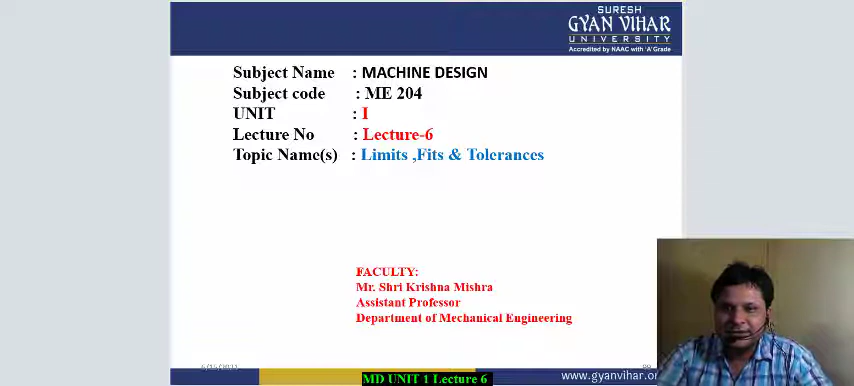 SURESH
GYAN VIHAR
UNIVERSITY
Accredited by NAAC with 'A' Grade
Subject Name : MACHINE DESIGN
Subject code : ME 204
UNIT : I
Lecture No : Lecture-6
Topic Name(s) : Limits ,Fits & Tolerances
FACULTY:
Mr. Shri Krishna Mishra
Assistant Professor
Department of Mechanical Engineering
www.gyanvihar.or
MD UNIT 1 Lecture 6